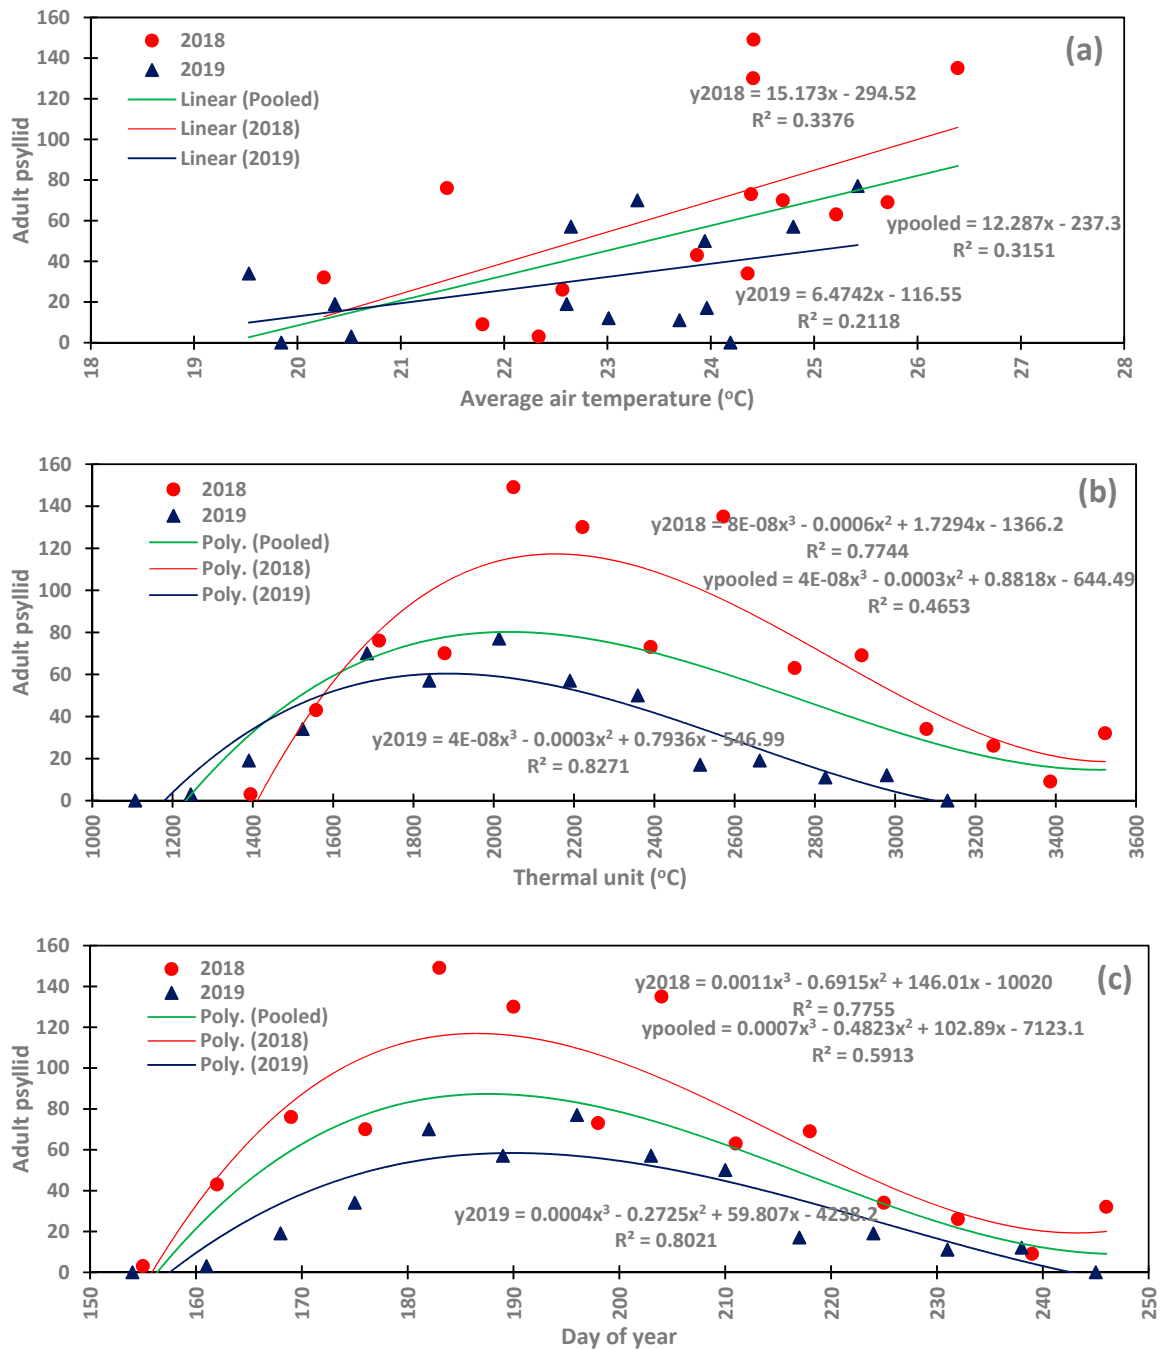 (a)
2018
2019
Linear (Pooled)
Linear (2018)
Linear (2019)
y2018 = 15.173x - 294.52
R² = 0.3376
ypooled = 12.287x - 237.3
R² = 0.3151
y2019 = 6.4742x - 116.55
R² = 0.2118
Adult psyllid
160
140
120
100
80
60
40
20
0
18 19 20 21 22 23 24 25 26 27 28
Average air temperature (oC)
(b)
2018
2019
Poly. (Pooled)
Poly. (2018)
Poly. (2019)
y2018 = 8E-08x³ - 0.0006x² + 1.7294x - 1366.2
R² = 0.7744
ypooled = 4E-08x³ - 0.0003x² + 0.8818x - 644.49
R² = 0.4653
y2019 = 4E-08x³ - 0.0003x² + 0.7936x - 546.99
R² = 0.8271
Adult psyllid
160
140
120
100
80
60
40
20
0
1000 1200 1400 1600 1800 2000 2200 2400 2600 2800 3000 3200 3400 3600
Thermal unit (oC)
(c)
2018
2019
Poly. (Pooled)
Poly. (2018)
Poly. (2019)
y2018 = 0.0011x³ - 0.6915x² + 146.01x - 10020
R² = 0.7755
ypooled = 0.0007x³ - 0.4823x² + 102.89x - 7123.1
R² = 0.5913
y2019 = 0.0004x³ - 0.2725x² + 59.807x - 4238.2
R² = 0.8021
Adult psyllid
160
140
120
100
80
60
40
20
0
150 160 170 180 190 200 210 220 230 240 250
Day of year